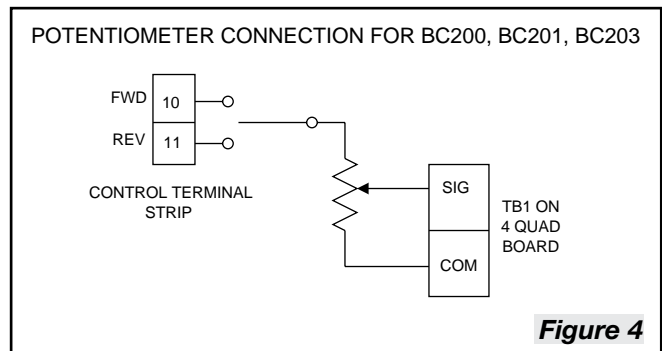 POTENTIOMETER CONNECTION FOR BC200, BC201, BC203
FWD 10
REV 11
CONTROL TERMINAL
STRIP
SIG
COM
TB1 ON
4 QUAD
BOARD
Figure 4